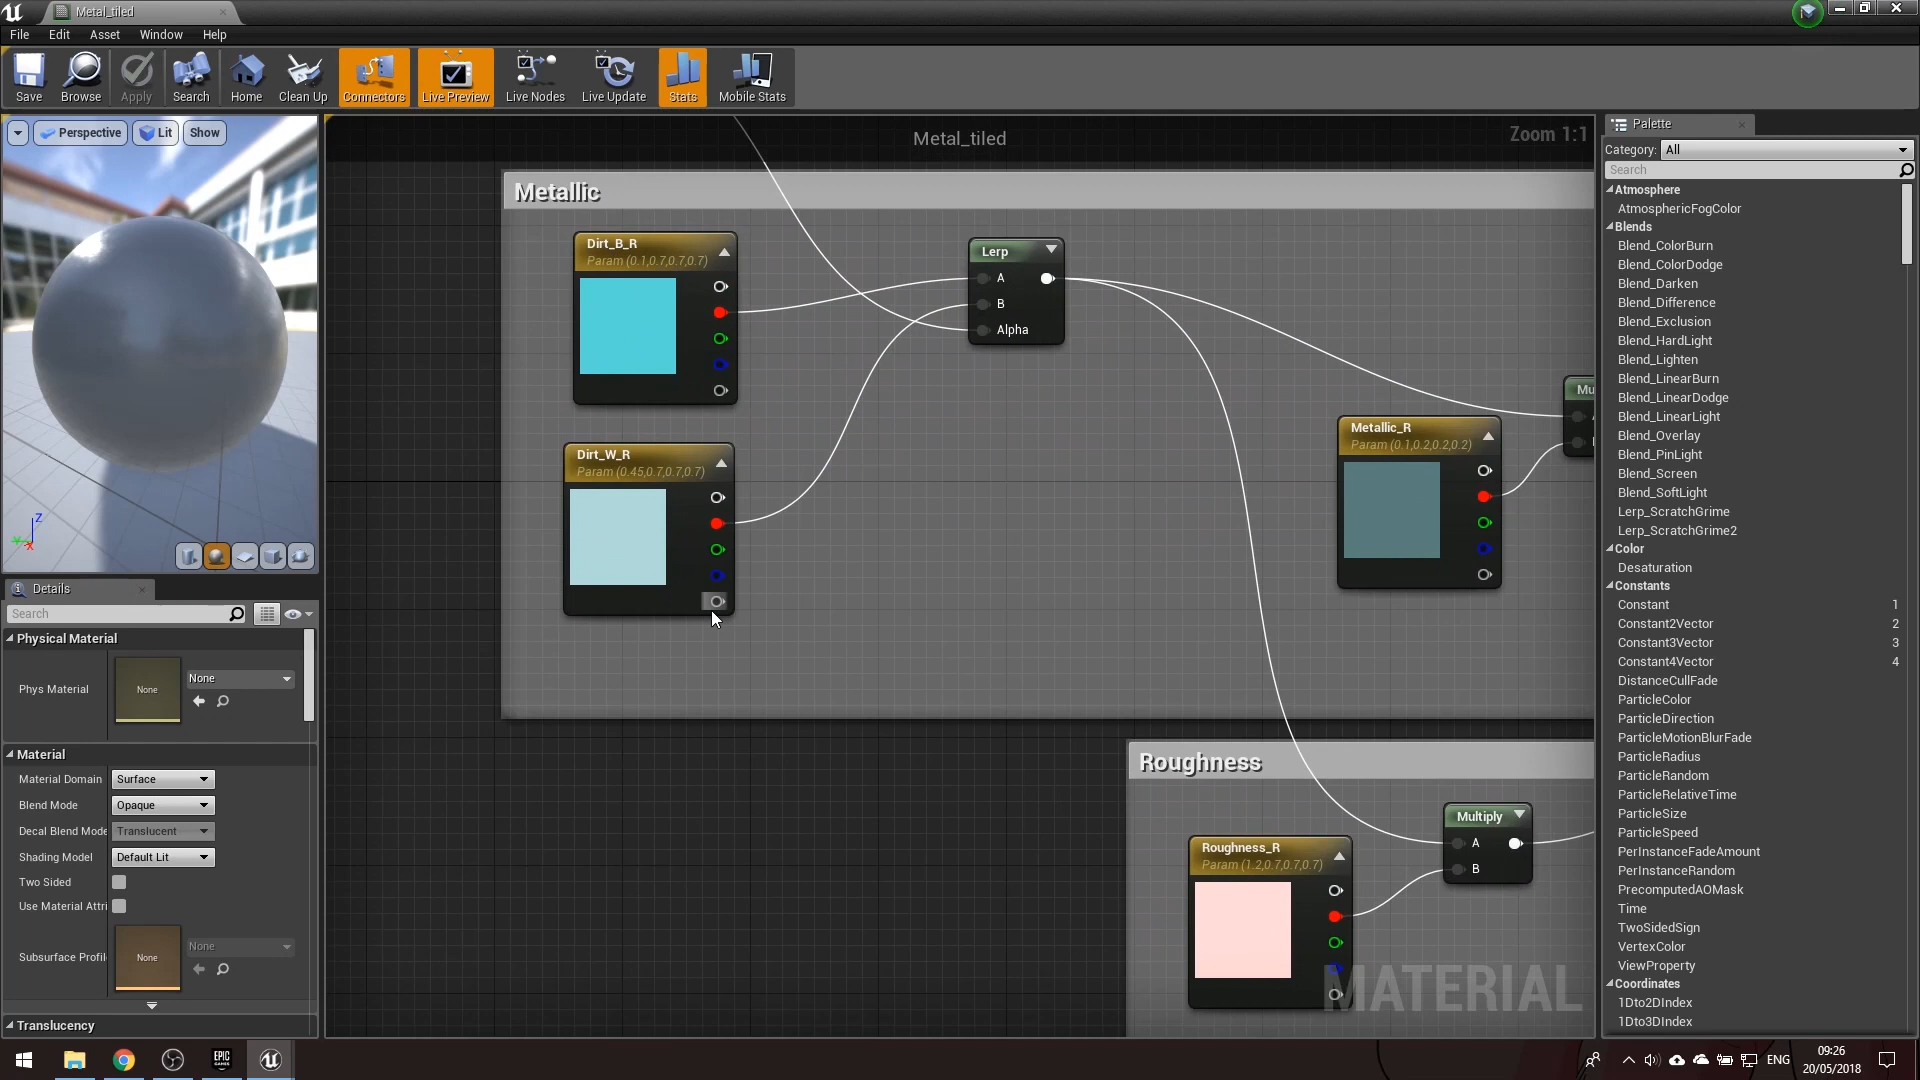 Metal_tiled
File Edit Asset Window Help
Save Browse Apply Search Home Clean Up Connectors Live Preview Live Nodes Live Update Stats Mobile Stats
Perspective Lit Show
Z
Y
X
Metal_tiled
Zoom 1:1
Metallic
Dirt_B_R
Param (0.1,0.7,0.7,0.7)
Lerp
A
B
Alpha
Dirt_W_R
Param (0.45,0.7,0.7,0.7)
Metallic_R
Param (0.1,0.2,0.2,0.2)
Mu
Roughness
Multiply
A
B
Roughness_R
Param (1.2,0.7,0.7,0.7)
MATERIAL
Details
Search
Physical Material
Phys Material None None
Material
Material Domain Surface
Blend Mode Opaque
Decal Blend Mode Translucent
Shading Model Default Lit
Two Sided
Use Material Attri
Subsurface Profil None None
Translucency
Palette
Category: All
Search
Atmosphere
AtmosphericFogColor
Blends
Blend_ColorBurn
Blend_ColorDodge
Blend_Darken
Blend_Difference
Blend_Exclusion
Blend_HardLight
Blend_Lighten
Blend_LinearBurn
Blend_LinearDodge
Blend_LinearLight
Blend_Overlay
Blend_PinLight
Blend_Screen
Blend_SoftLight
Lerp_ScratchGrime
Lerp_ScratchGrime2
Color
Desaturation
Constants
Constant 1
Constant2Vector 2
Constant3Vector 3
Constant4Vector 4
DistanceCullFade
ParticleColor
ParticleDirection
ParticleMotionBlurFade
ParticleRadius
ParticleRandom
ParticleRelativeTime
ParticleSize
ParticleSpeed
PerInstanceFadeAmount
PerInstanceRandom
PrecomputedAOMask
Time
TwoSidedSign
VertexColor
ViewProperty
Coordinates
1Dto2DIndex
1Dto3DIndex
EPIC GAMES
ENG
09:26
20/05/2018